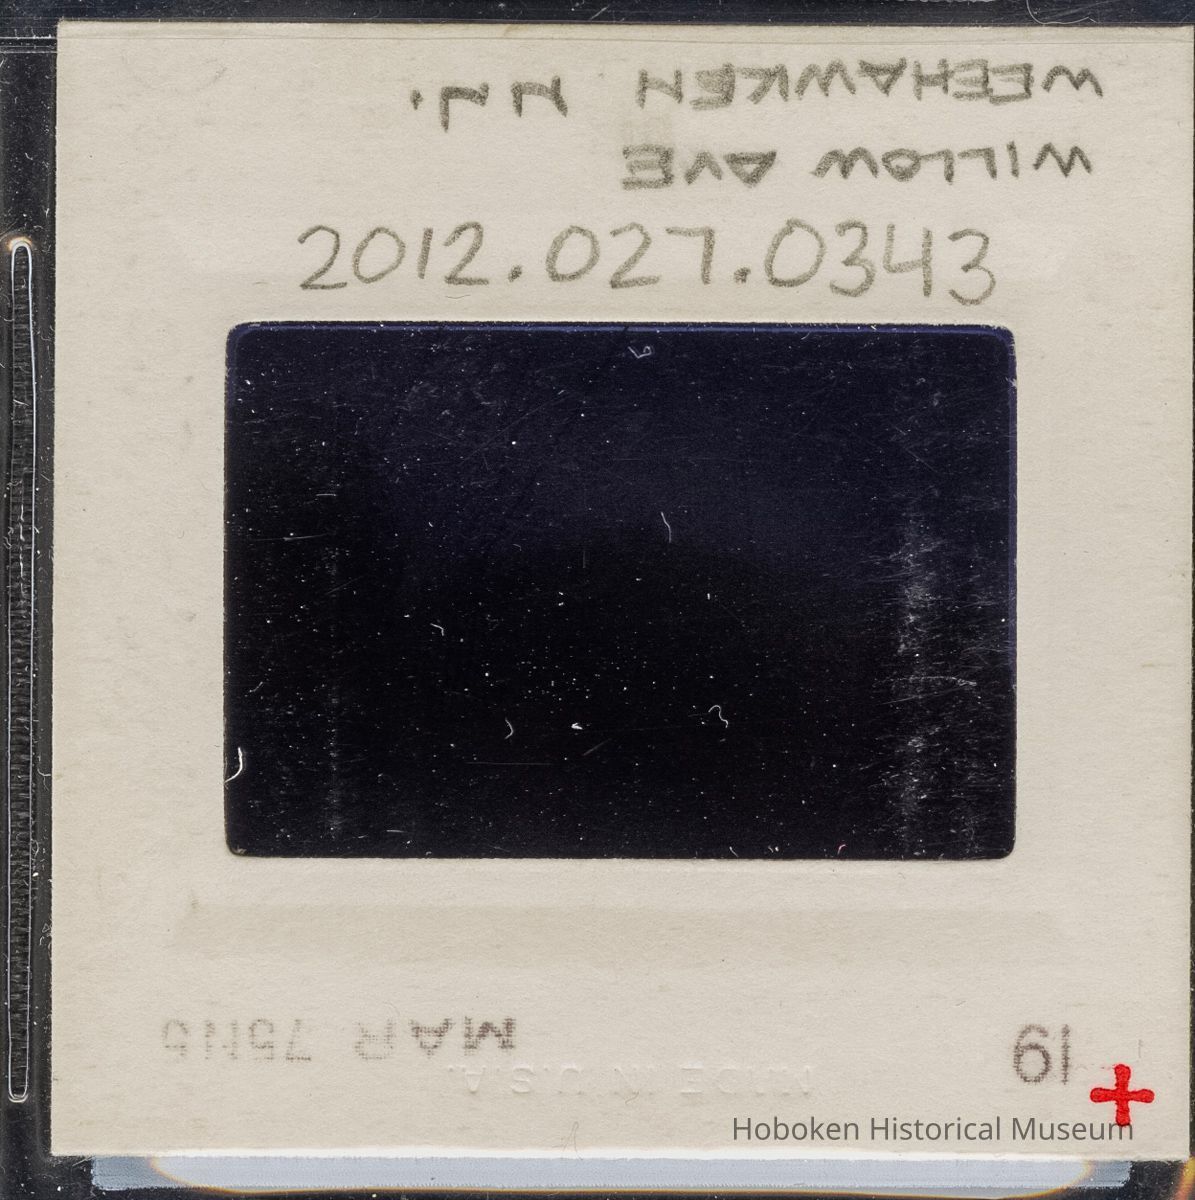 WILLOW AVE
WEEHAWKEN
2012.027.0343
19
MAR 75
MADE IN U.S.A.
Hoboken Historical Museum